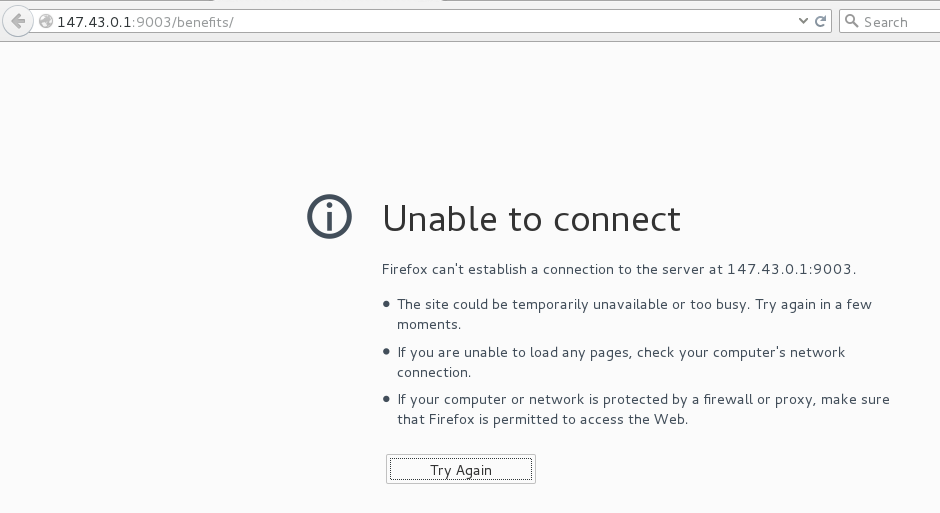 147.43.0.1:9003/benefits/
Search
Unable to connect
Firefox can't establish a connection to the server at 147.43.0.1:9003.
• The site could be temporarily unavailable or too busy. Try again in a few
moments.
• If you are unable to load any pages, check your computer's network
connection.
• If your computer or network is protected by a firewall or proxy, make sure
that Firefox is permitted to access the Web.
Try Again